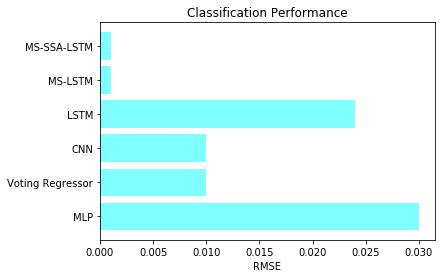 Classification Performance
MS-SSA-LSTM
MS-LSTM
LSTM
CNN
Voting Regressor
MLP
0.000 0.005 0.010 0.015 0.020 0.025 0.030
RMSE